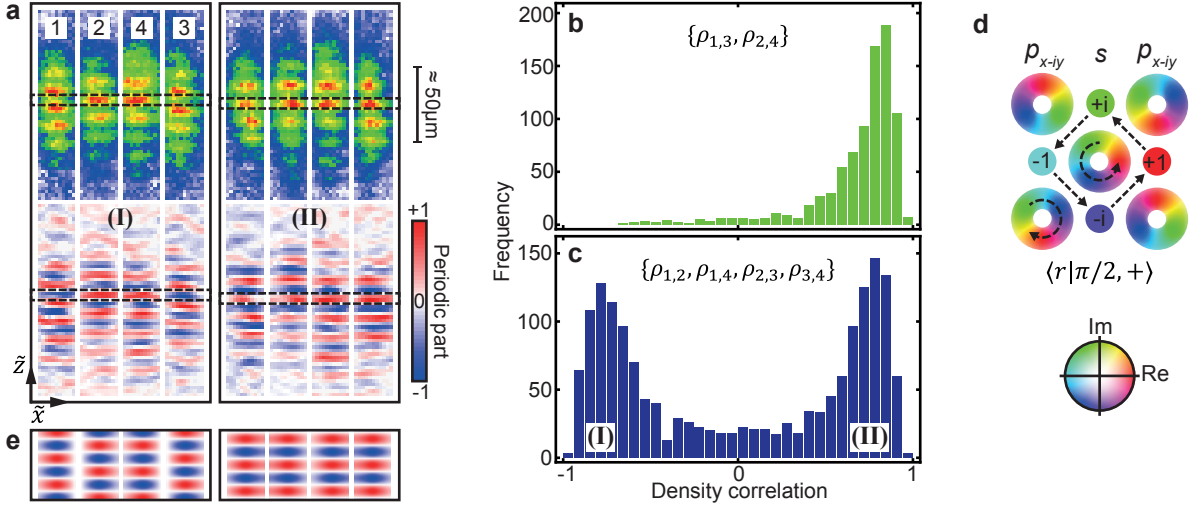 a
1 2 4 3
≈ 50μm
(I)
(II)
+1
0
-1
Periodic part
z̃
x̃
e
b
{ρ1,3, ρ2,4}
200
150
100
50
0
Frequency
c
{ρ1,2, ρ1,4, ρ2,3, ρ3,4}
150
100
50
0
(I)
(II)
-1 0 1
Density correlation
d
px-iy s px-iy
+i
-1
+1
-i
⟨r|π/2, +⟩
Im
Re